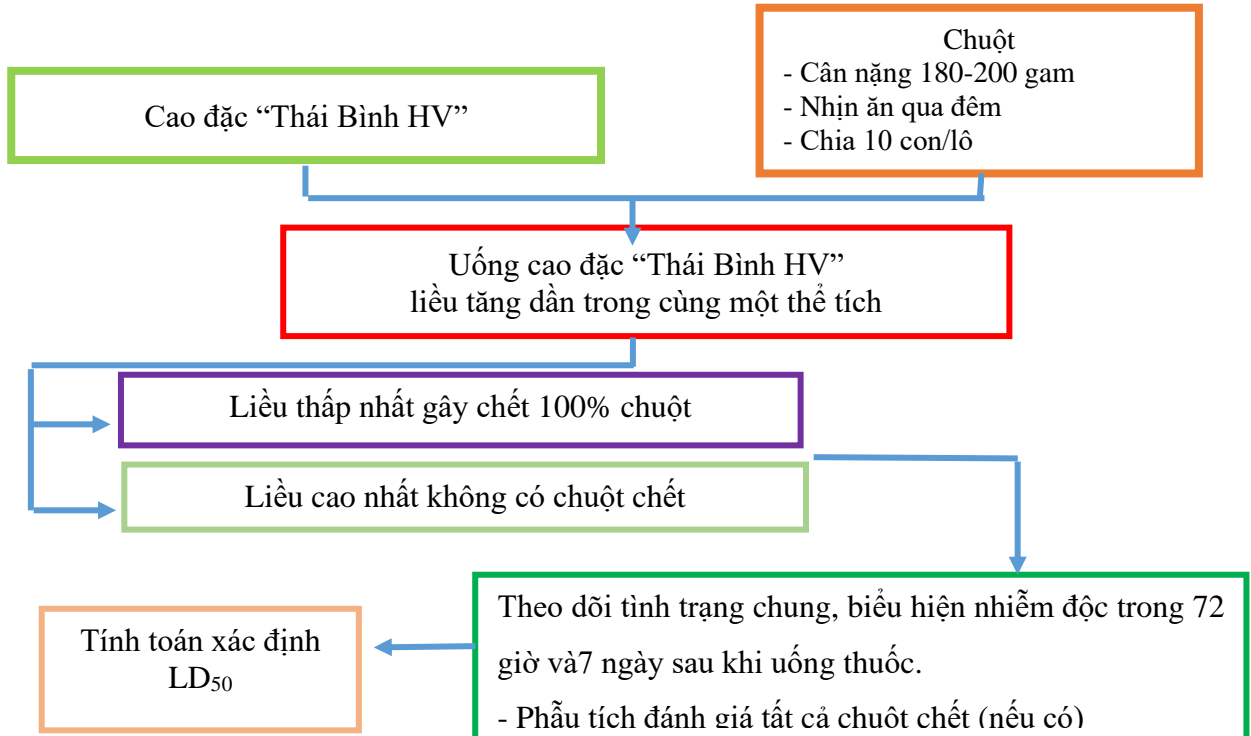 Chuột
- Cân nặng 180-200 gam
- Nhịn ăn qua đêm
- Chia 10 con/lô
Cao đặc “Thái Bình HV”
Uống cao đặc “Thái Bình HV”
liều tăng dần trong cùng một thể tích
Liều thấp nhất gây chết 100% chuột
Liều cao nhất không có chuột chết
Theo dõi tình trạng chung, biểu hiện nhiễm độc trong 72
giờ và7 ngày sau khi uống thuốc.
- Phẫu tích đánh giá tất cả chuột chết (nếu có)
Tính toán xác định
LD₅₀